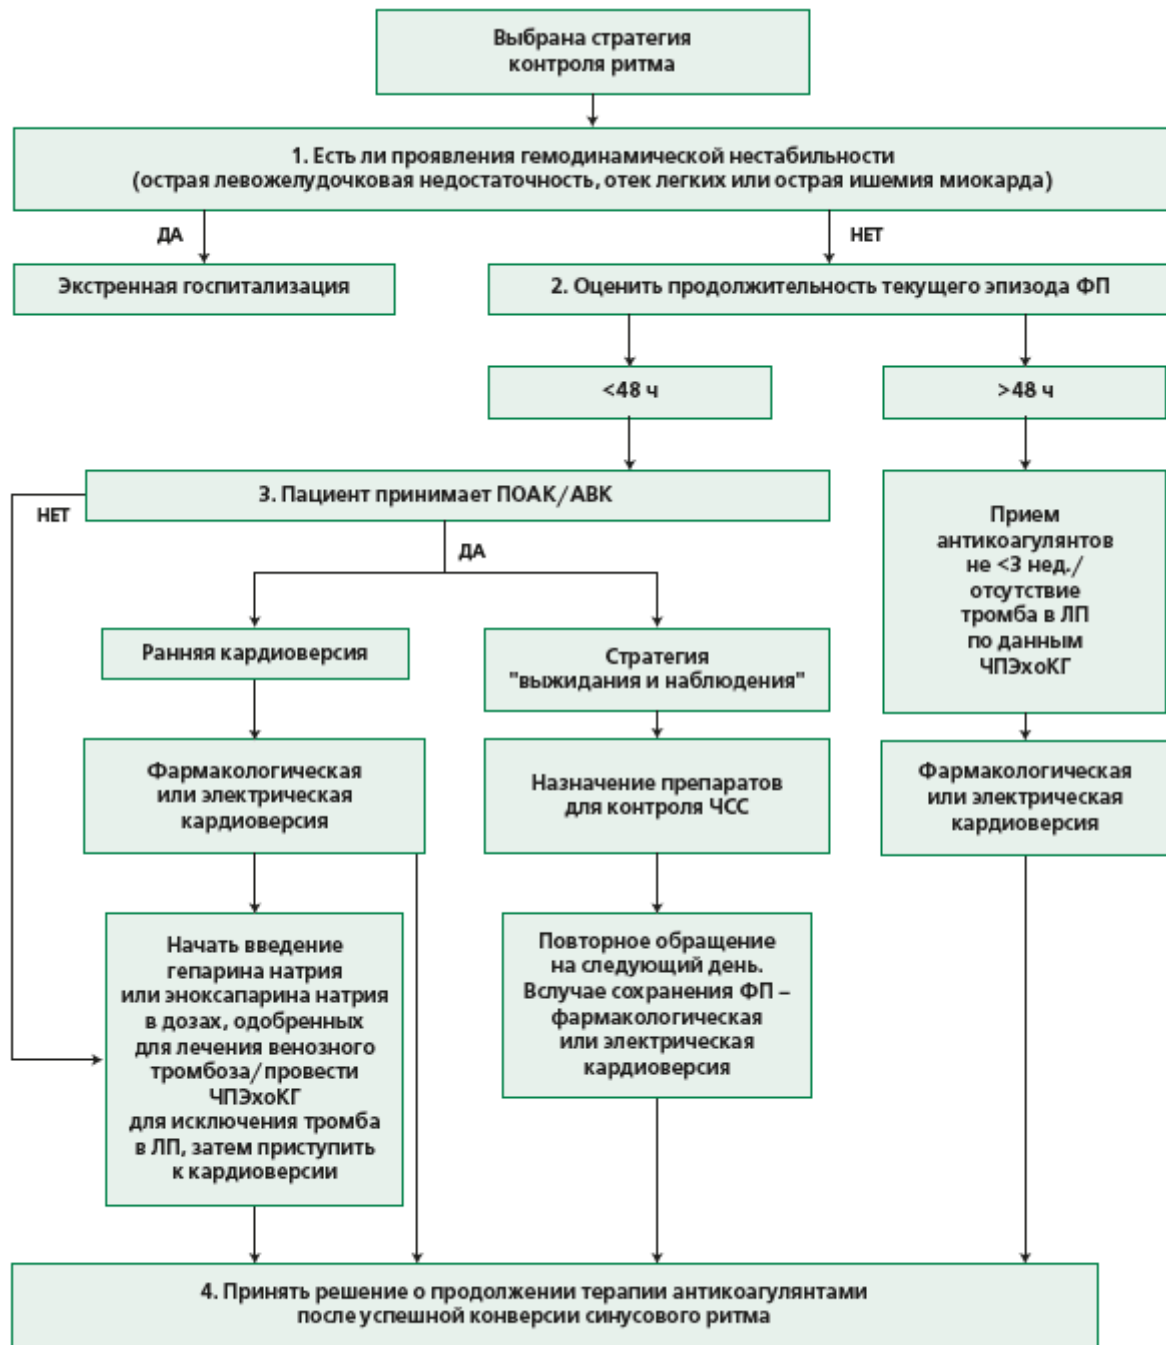 Выбрана стратегия
контроля ритма
1. Есть ли проявления гемодинамической нестабильности
(острая левожелудочковая недостаточность, отек легких или острая ишемия миокарда)
ДА
НЕТ
Экстренная госпитализация
2. Оценить продолжительность текущего эпизода ФП
<48 ч
>48 ч
3. Пациент принимает ПОАК/АВК
НЕТ
ДА
Прием
антикоагулянтов
не <3 нед./
отсутствие
тромба в ЛП
по данным
ЧПЭхоКГ
Ранняя кардиоверсия
Стратегия
"выжидания и наблюдения"
Фармакологическая
или электрическая
кардиоверсия
Назначение препаратов
для контроля ЧСС
Фармакологическая
или электрическая
кардиоверсия
Начать введение
гепарина натрия
или эноксапарина натрия
в дозах, одобренных
для лечения венозного
тромбоза/провести
ЧПЭхоКГ
для исключения тромба
в ЛП, затем приступить
к кардиоверсии
Повторное обращение
на следующий день.
Вслучае сохранения ФП –
фармакологическая
или электрическая
кардиоверсия
4. Принять решение о продолжении терапии антикоагулянтами
после успешной конверсии синусового ритма